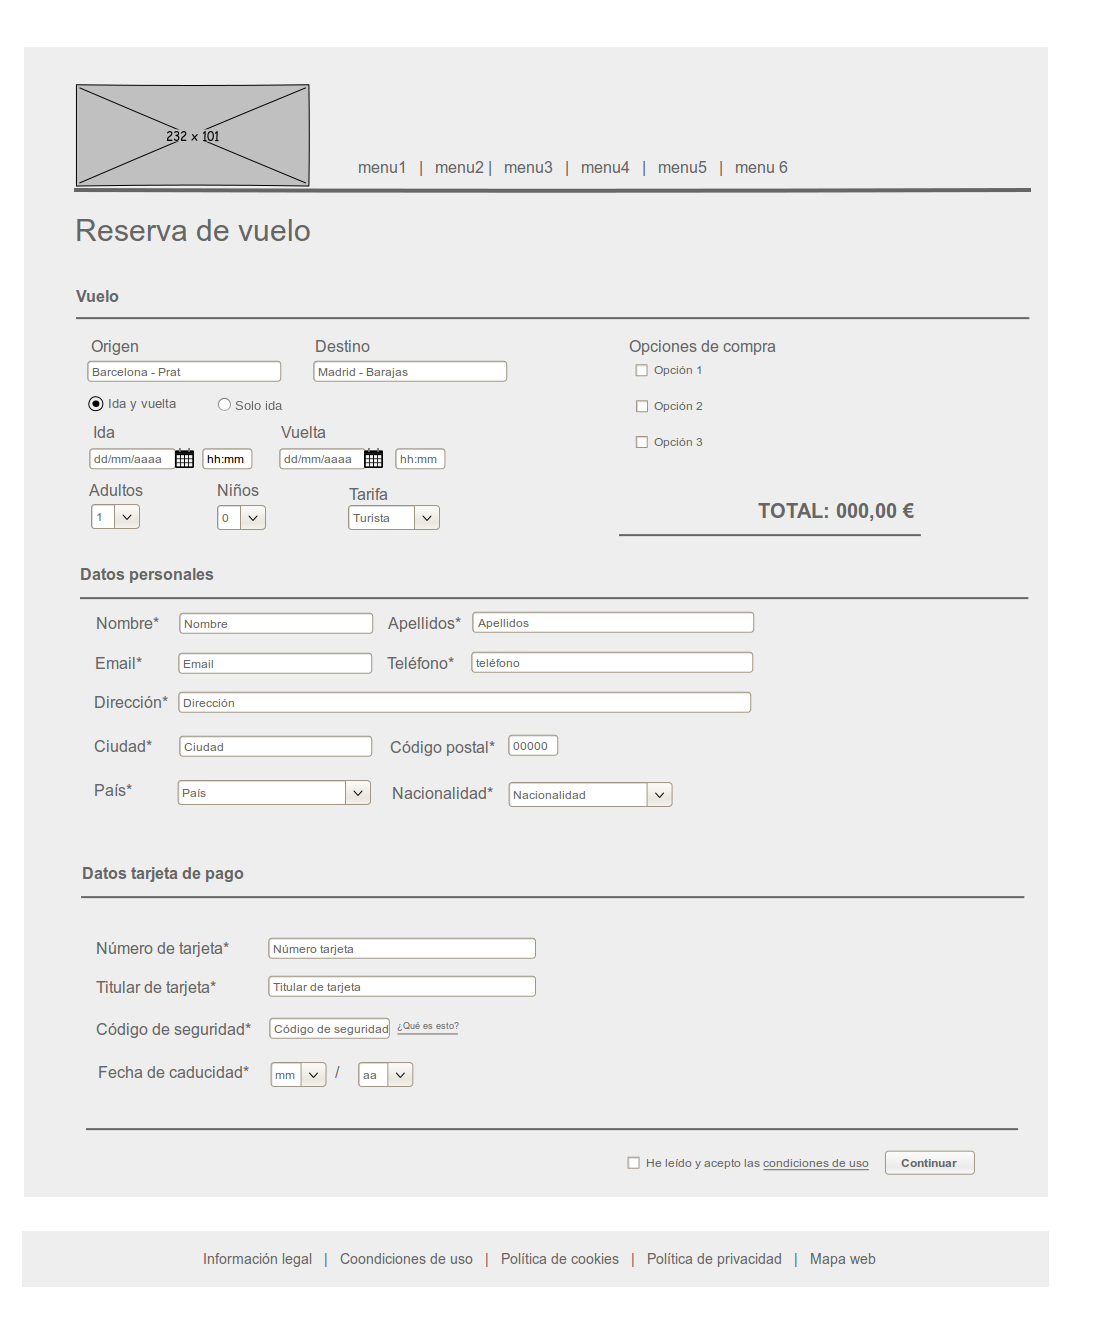 232 x 101
menu1 | menu2 | menu3 | menu4 | menu5 | menu 6
Reserva de vuelo
Vuelo
Origen Destino Opciones de compra
Barcelona - Prat Madrid - Barajas Opción 1
Ida y vuelta Solo ida Opción 2
Ida Vuelta Opción 3
dd/mm/aaaa hh:mm dd/mm/aaaa hh:mm
Adultos Niños Tarifa
1 0 Turista TOTAL: 000,00 €
Datos personales
Nombre* Nombre Apellidos* Apellidos
Email* Email Teléfono* teléfono
Dirección* Dirección
Ciudad* Ciudad Código postal* 00000
País* País Nacionalidad* Nacionalidad
Datos tarjeta de pago
Número de tarjeta* Número tarjeta
Titular de tarjeta* Titular de tarjeta
Código de seguridad* Código de seguridad ¿Qué es esto?
Fecha de caducidad* mm / aa
He leído y acepto las condiciones de uso Continuar
Información legal | Coondiciones de uso | Política de cookies | Política de privacidad | Mapa web